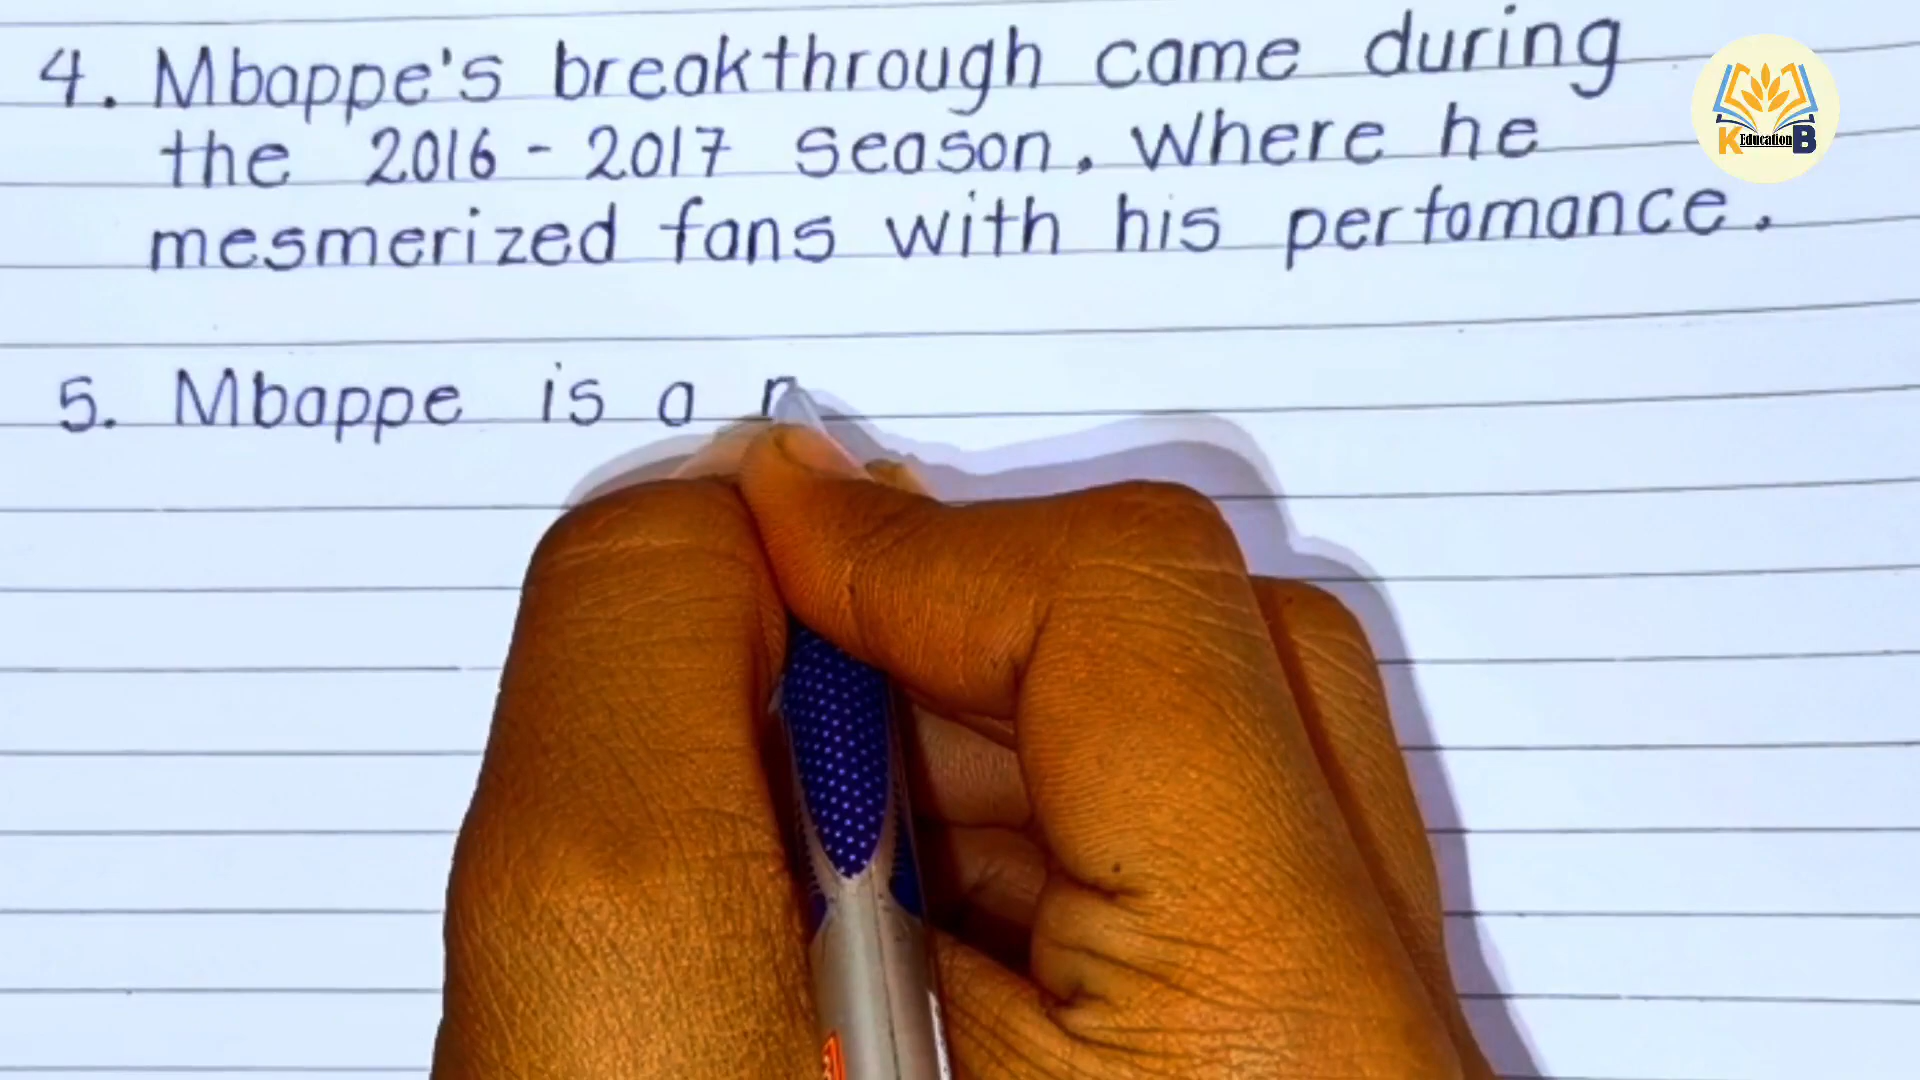 4. Mbappe's breakthrough came during
the 2016 - 2017 season. Where he
mesmerized fans with his perfomance.
5. Mbappe is a
K Education B